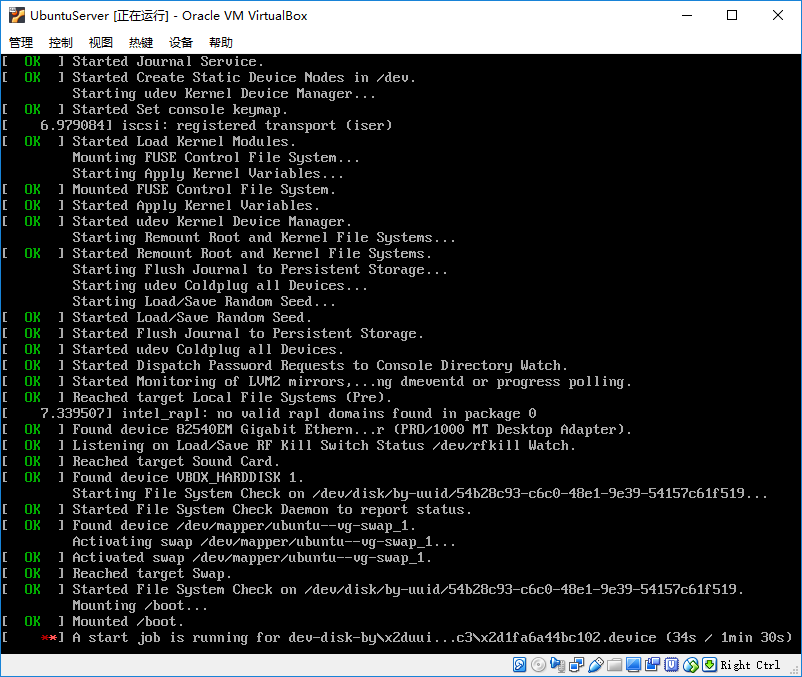 UbuntuServer [正在运行] - Oracle VM VirtualBox
管理 控制 视图 热键 设备 帮助
[ OK ] Started Journal Service.
[ OK ] Started Create Static Device Nodes in /dev.
Starting udev Kernel Device Manager...
[ OK ] Started Set console keymap.
[ 6.979084] iscsi: registered transport (iser)
[ OK ] Started Load Kernel Modules.
Mounting FUSE Control File System...
Starting Apply Kernel Variables...
[ OK ] Mounted FUSE Control File System.
[ OK ] Started Apply Kernel Variables.
[ OK ] Started udev Kernel Device Manager.
Starting Remount Root and Kernel File Systems...
[ OK ] Started Remount Root and Kernel File Systems.
Starting Flush Journal to Persistent Storage...
Starting udev Coldplug all Devices...
Starting Load/Save Random Seed...
[ OK ] Started Load/Save Random Seed.
[ OK ] Started Flush Journal to Persistent Storage.
[ OK ] Started udev Coldplug all Devices.
[ OK ] Started Dispatch Password Requests to Console Directory Watch.
[ OK ] Started Monitoring of LVM2 mirrors,...ng dmeventd or progress polling.
[ OK ] Reached target Local File Systems (Pre).
[ 7.339507] intel_rapl: no valid rapl domains found in package 0
[ OK ] Found device 82540EM Gigabit Ethern...r (PRO/1000 MT Desktop Adapter).
[ OK ] Listening on Load/Save RF Kill Switch Status /dev/rfkill Watch.
[ OK ] Reached target Sound Card.
[ OK ] Found device VBOX_HARDDISK 1.
Starting File System Check on /dev/disk/by-uuid/54b28c93-c6c0-48e1-9e39-54157c61f519...
[ OK ] Started File System Check Daemon to report status.
[ OK ] Found device /dev/mapper/ubuntu--vg-swap_1.
Activating swap /dev/mapper/ubuntu--vg-swap_1...
[ OK ] Activated swap /dev/mapper/ubuntu--vg-swap_1.
[ OK ] Reached target Swap.
[ OK ] Started File System Check on /dev/disk/by-uuid/54b28c93-c6c0-48e1-9e39-54157c61f519.
Mounting /boot...
[ OK ] Mounted /boot.
[ **] A start job is running for dev-disk-by\x2duui...c3\x2d1fa6a44bc102.device (34s / 1min 30s)
Right Ctrl